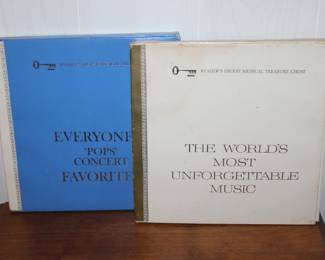 EVERYONE
'POPS'
CONCERT
FAVORITE
READER'S DIGEST MUSICAL TREASURE CHEST
THE WORLD'S
MOST
UNFORGETTABLE
MUSIC